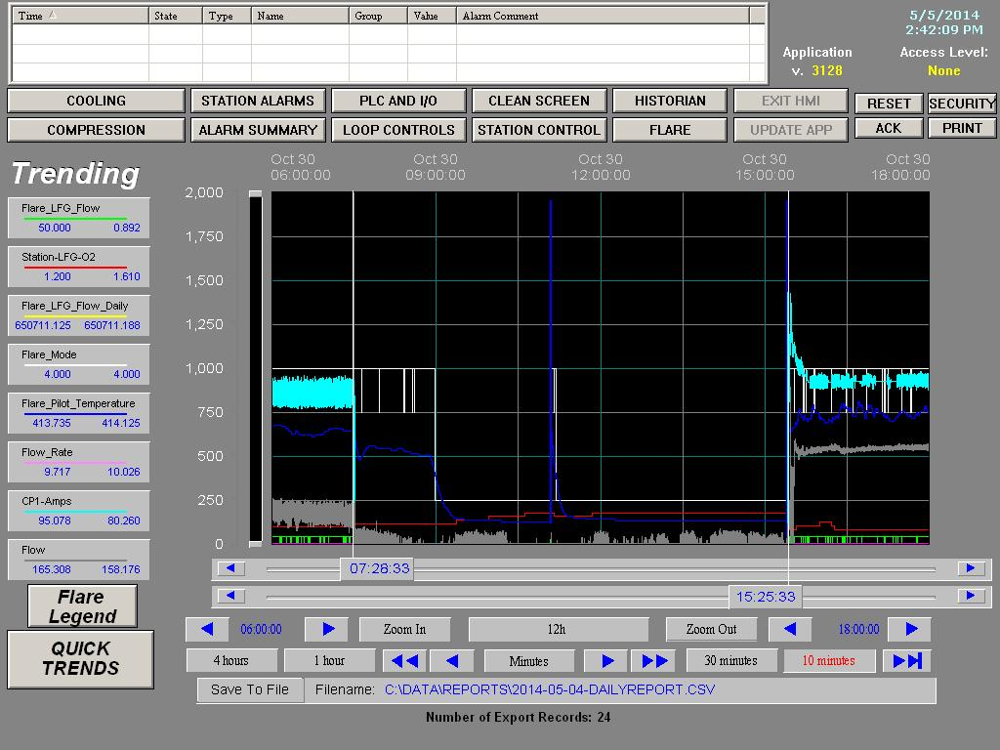 Time State Type Name Group Value Alarm Comment
5/5/2014
2:42:09 PM
Application Access Level:
v. 3128 None
COOLING STATION ALARMS PLC AND I/O CLEAN SCREEN HISTORIAN EXIT HMI RESET SECURITY
COMPRESSION ALARM SUMMARY LOOP CONTROLS STATION CONTROL FLARE UPDATE APP ACK PRINT
Trending
Oct 30 Oct 30 Oct 30 Oct 30 Oct 30
06:00:00 09:00:00 12:00:00 15:00:00 18:00:00
2,000
1,750
1,500
1,250
1,000
750
500
250
0
Flare_LFG_Flow
50.000 0.892
Station-LFG-O2
1.200 1.610
Flare_LFG_Flow_Daily
650711.125 650711.188
Flare_Mode
4.000 4.000
Flare_Pilot_Temperature
413.735 414.125
Flow_Rate
9.717 10.026
CP1-Amps
95.078 80.260
Flow
165.308 158.176
Flare
Legend
QUICK
TRENDS
07:28:33
15:25:33
06:00:00 Zoom In 12h Zoom Out 18:00:00
4 hours 1 hour Minutes 30 minutes 10 minutes
Save To File Filename: C:\DATA\REPORTS\2014-05-04-DAILYREPORT.CSV
Number of Export Records: 24